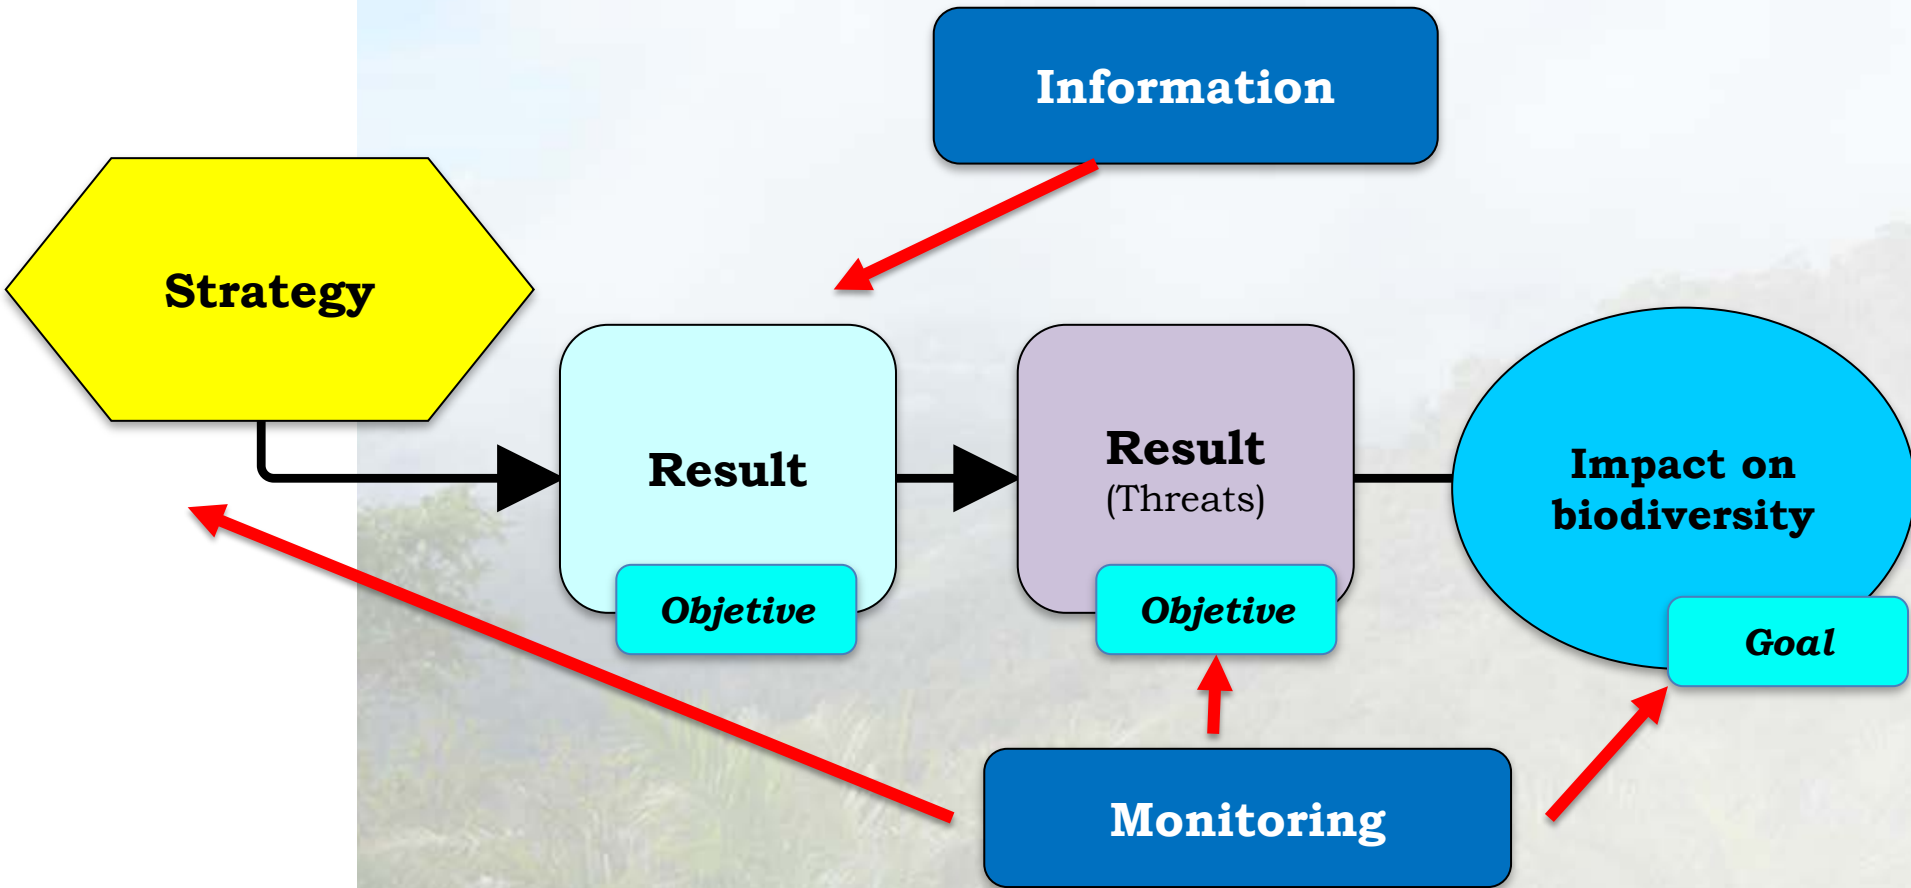 Information
Strategy
Result
Objetive
Result
(Threats)
Objetive
Impact on
biodiversity
Goal
Monitoring